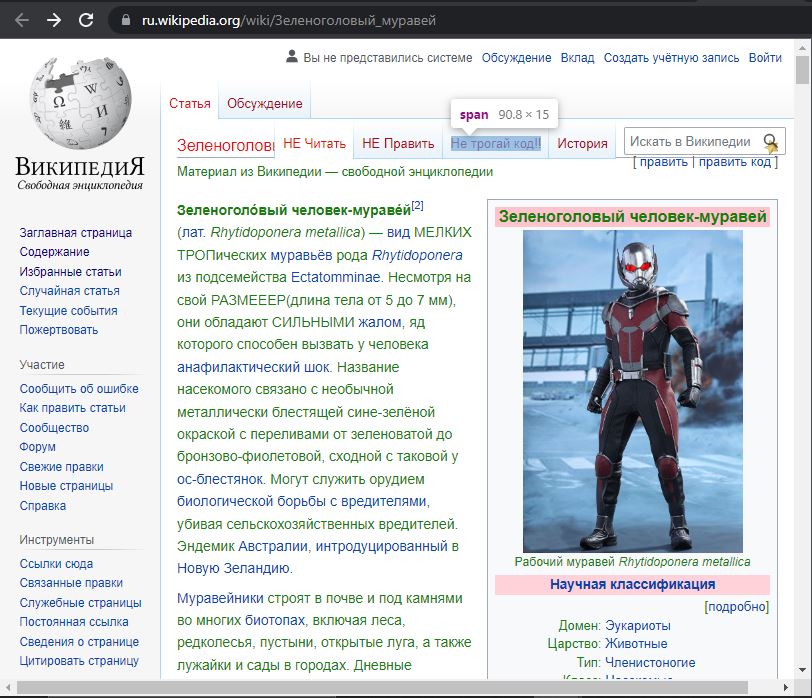 ru.wikipedia.org/wiki/Зеленоголовый_муравей
Вы не представились системе Обсуждение Вклад Создать учётную запись Войти
Статья Обсуждение
span 90.8 × 15
Зеленоголовы НЕ Читать НЕ Править Не трогай код!! История Искать в Википедии
[ править | править код ]
Материал из Википедии — свободной энциклопедии
ВикипедиЯ
Свободная энциклопедия
Заглавная страница
Содержание
Избранные статьи
Случайная статья
Текущие события
Пожертвовать
Участие
Сообщить об ошибке
Как править статьи
Сообщество
Форум
Свежие правки
Новые страницы
Справка
Инструменты
Ссылки сюда
Связанные правки
Служебные страницы
Постоянная ссылка
Сведения о странице
Цитировать страницу
Зеленоголо́вый человек-мураве́й[2]
(лат. Rhytidoponera metallica) — вид МЕЛКИХ
ТРОПических муравьёв рода Rhytidoponera
из подсемейства Ectatomminae. Несмотря на
свой РАЗМЕЕЕР(длина тела от 5 до 7 мм),
они обладают СИЛЬНЫМИ жалом, яд
которого способен вызвать у человека
анафилактический шок. Название
насекомого связано с необычной
металлически блестящей сине-зелёной
окраской с переливами от зеленоватой до
бронзово-фиолетовой, сходной с таковой у
ос-блестянок. Могут служить орудием
биологической борьбы с вредителями,
убивая сельскохозяйственных вредителей.
Эндемик Австралии, интродуцированный в
Новую Зеландию.
Муравейники строят в почве и под камнями
во многих биотопах, включая леса,
редколесья, пустыни, открытые луга, а также
лужайки и сады в городах. Дневные
Зеленоголовый человек-муравей
Рабочий муравей Rhytidoponera metallica
Научная классификация
[подробно]
Домен: Эукариоты
Царство: Животные
Тип: Членистоногие
Класс: Насекомые